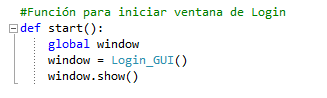 #Función para iniciar ventana de Login
def start():
    global window
    window = Login_GUI()
    window.show()